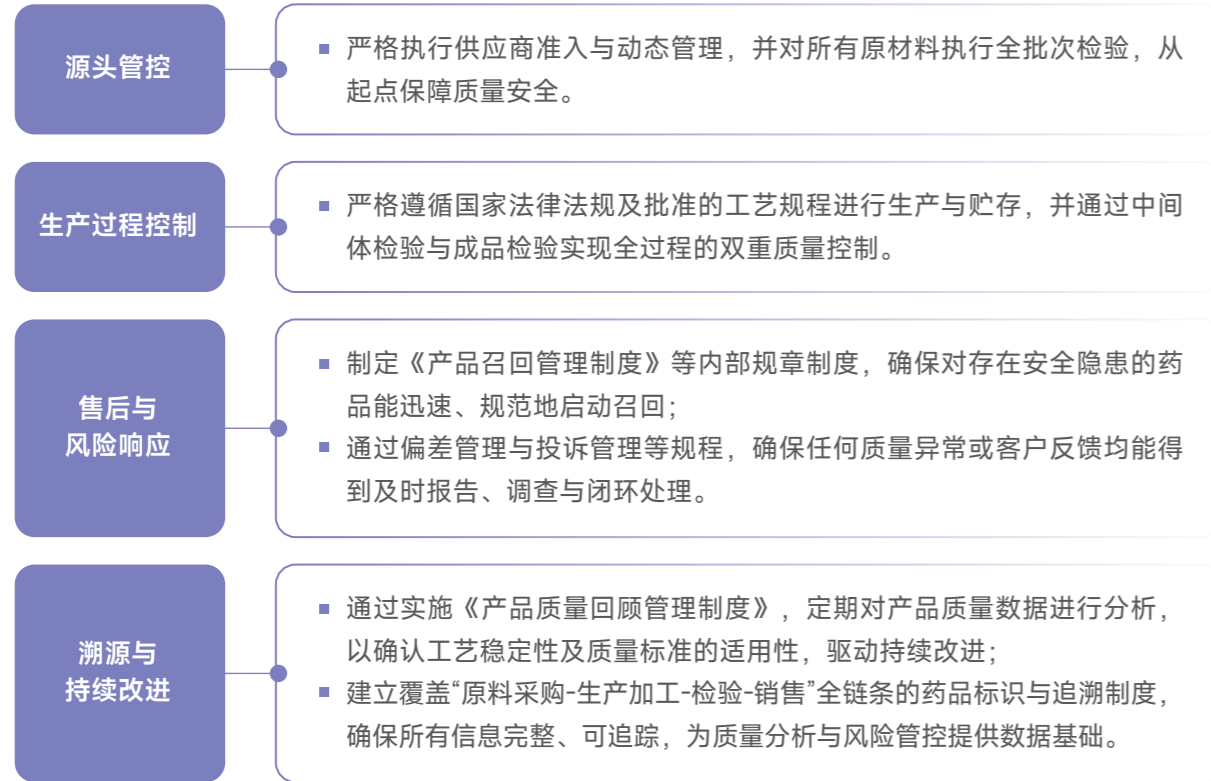 源头管控
严格执行供应商准入与动态管理，并对所有原材料执行全批次检验，从
起点保障质量安全。
生产过程控制
严格遵循国家法律法规及批准的工艺规程进行生产与贮存，并通过中间
体检验与成品检验实现全过程的双重质量控制。
售后与
风险响应
制定《产品召回管理制度》等内部规章制度，确保对存在安全隐患的药
品能迅速、规范地启动召回；
通过偏差管理与投诉管理等规程，确保任何质量异常或客户反馈均能得
到及时报告、调查与闭环处理。
溯源与
持续改进
通过实施《产品质量回顾管理制度》，定期对产品质量数据进行分析，
以确认工艺稳定性及质量标准的适用性，驱动持续改进；
建立覆盖“原料采购-生产加工-检验-销售”全链条的药品标识与追溯制度，
确保所有信息完整、可追踪，为质量分析与风险管控提供数据基础。